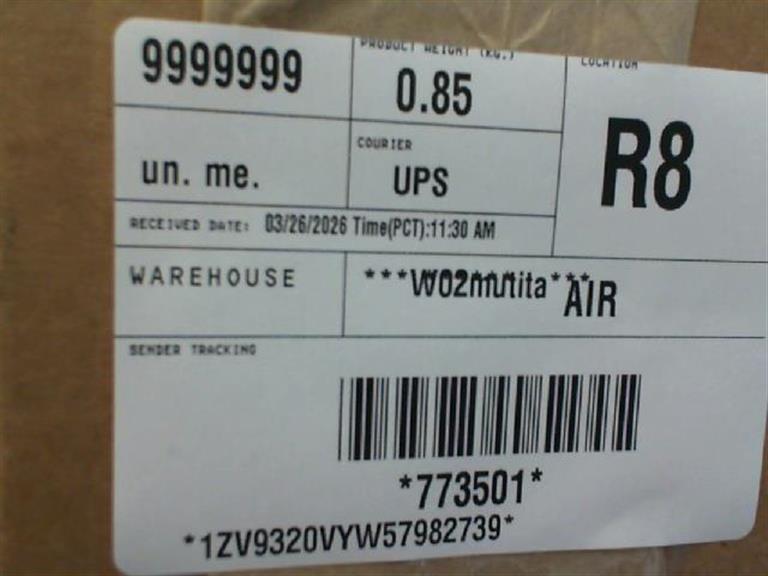 9999999
PRODUCT WEIGHT (KG.)
0.85
LOCATION
R8
un. me.
COURIER
UPS
RECEIVED DATE: 03/26/2026 Time(PCT):11:30 AM
WAREHOUSE
AIR
SENDER TRACKING
*773501*
*1ZV9320VYW57982739*